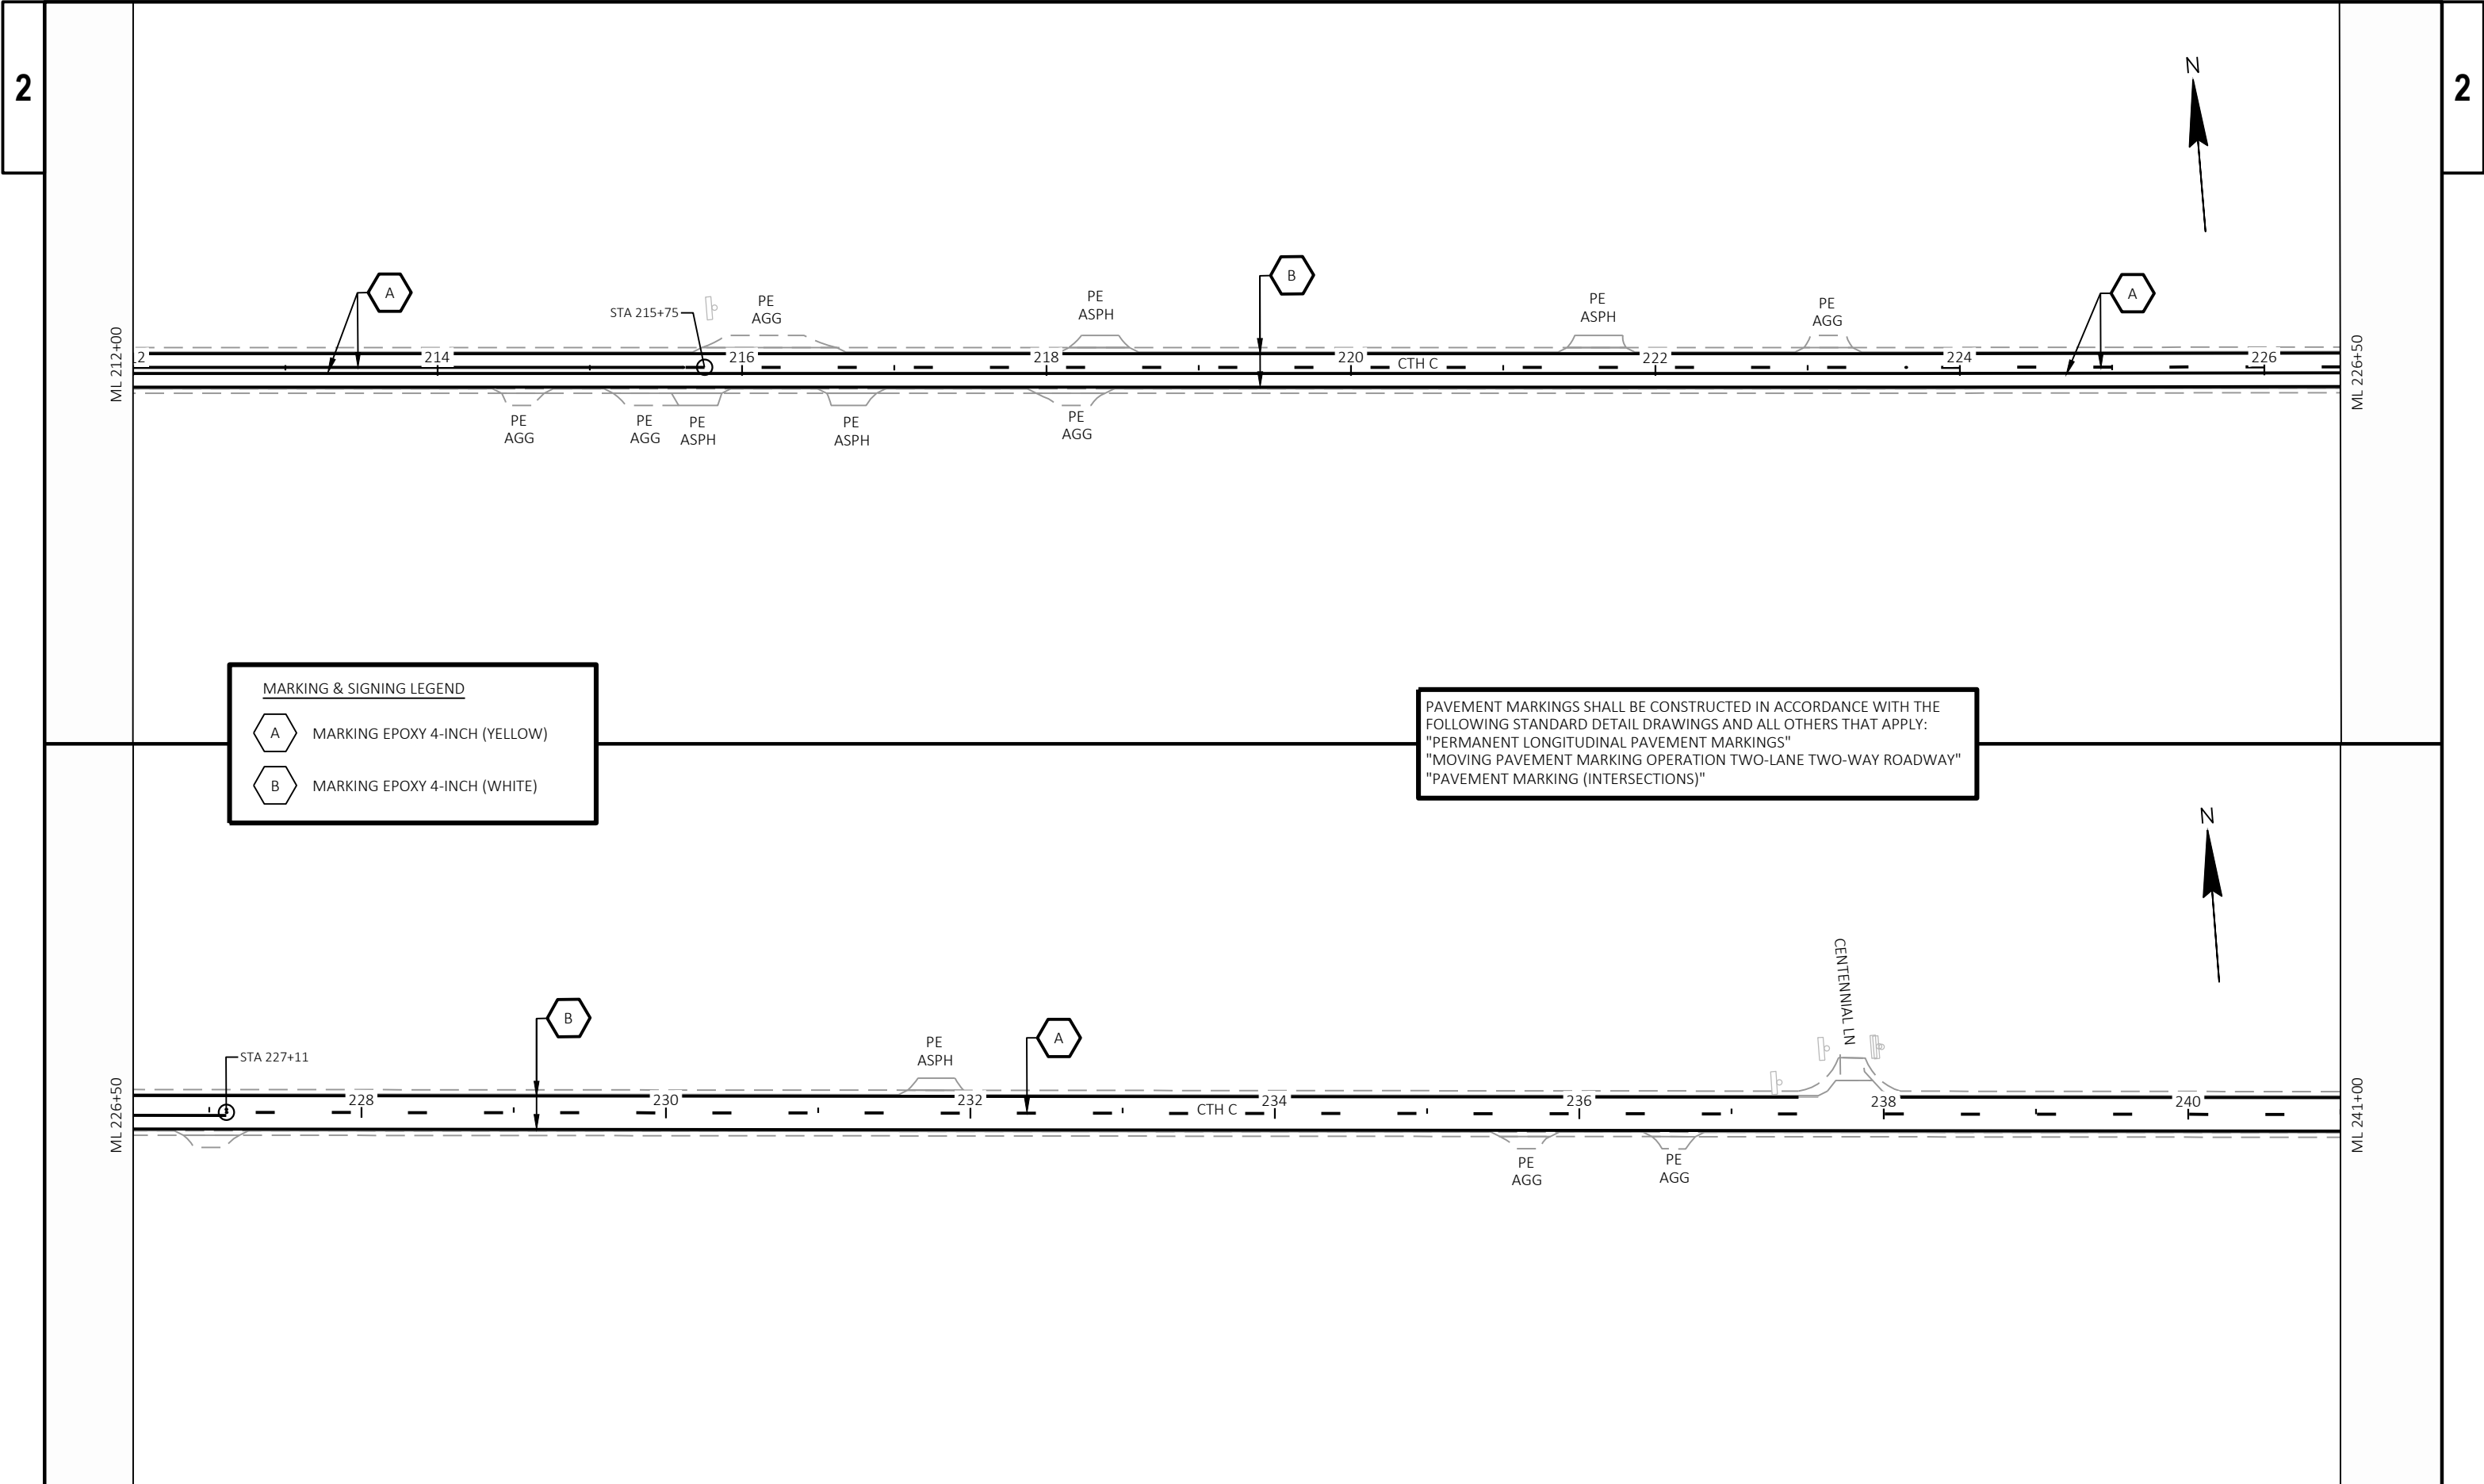 2
2
N
A
B
A
STA 215+75
PE
AGG
PE
ASPH
PE
ASPH
PE
AGG
ML 212+00
214
216
218
220
CTH C
222
224
226
ML 226+50
PE
AGG
PE
AGG
PE
ASPH
PE
ASPH
PE
AGG
MARKING & SIGNING LEGEND
A MARKING EPOXY 4-INCH (YELLOW)
B MARKING EPOXY 4-INCH (WHITE)
PAVEMENT MARKINGS SHALL BE CONSTRUCTED IN ACCORDANCE WITH THE
FOLLOWING STANDARD DETAIL DRAWINGS AND ALL OTHERS THAT APPLY:
"PERMANENT LONGITUDINAL PAVEMENT MARKINGS"
"MOVING PAVEMENT MARKING OPERATION TWO-LANE TWO-WAY ROADWAY"
"PAVEMENT MARKING (INTERSECTIONS)"
N
CENTENNIAL LN
B
A
STA 227+11
PE
ASPH
ML 226+50
228
230
232
CTH C
234
236
238
240
ML 241+00
PE
AGG
PE
AGG